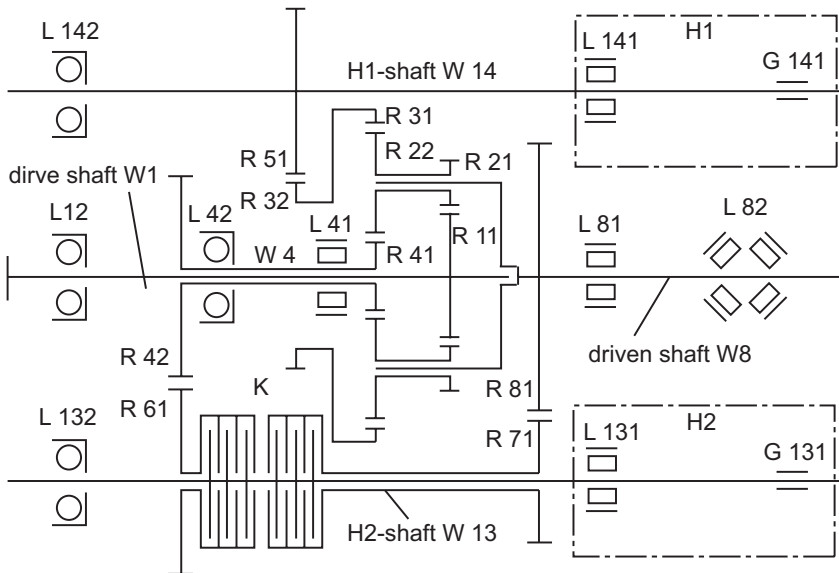 L 142
L 141
H1
G 141
H1-shaft W 14
R 31
R 22
R 51
R 21
dirve shaft W1
R 32
L12
L 42
L 41
W 4
R 41
R 11
L 81
L 82
driven shaft W8
R 42
K
R 81
R 61
R 71
L 132
L 131
H2
G 131
H2-shaft W 13